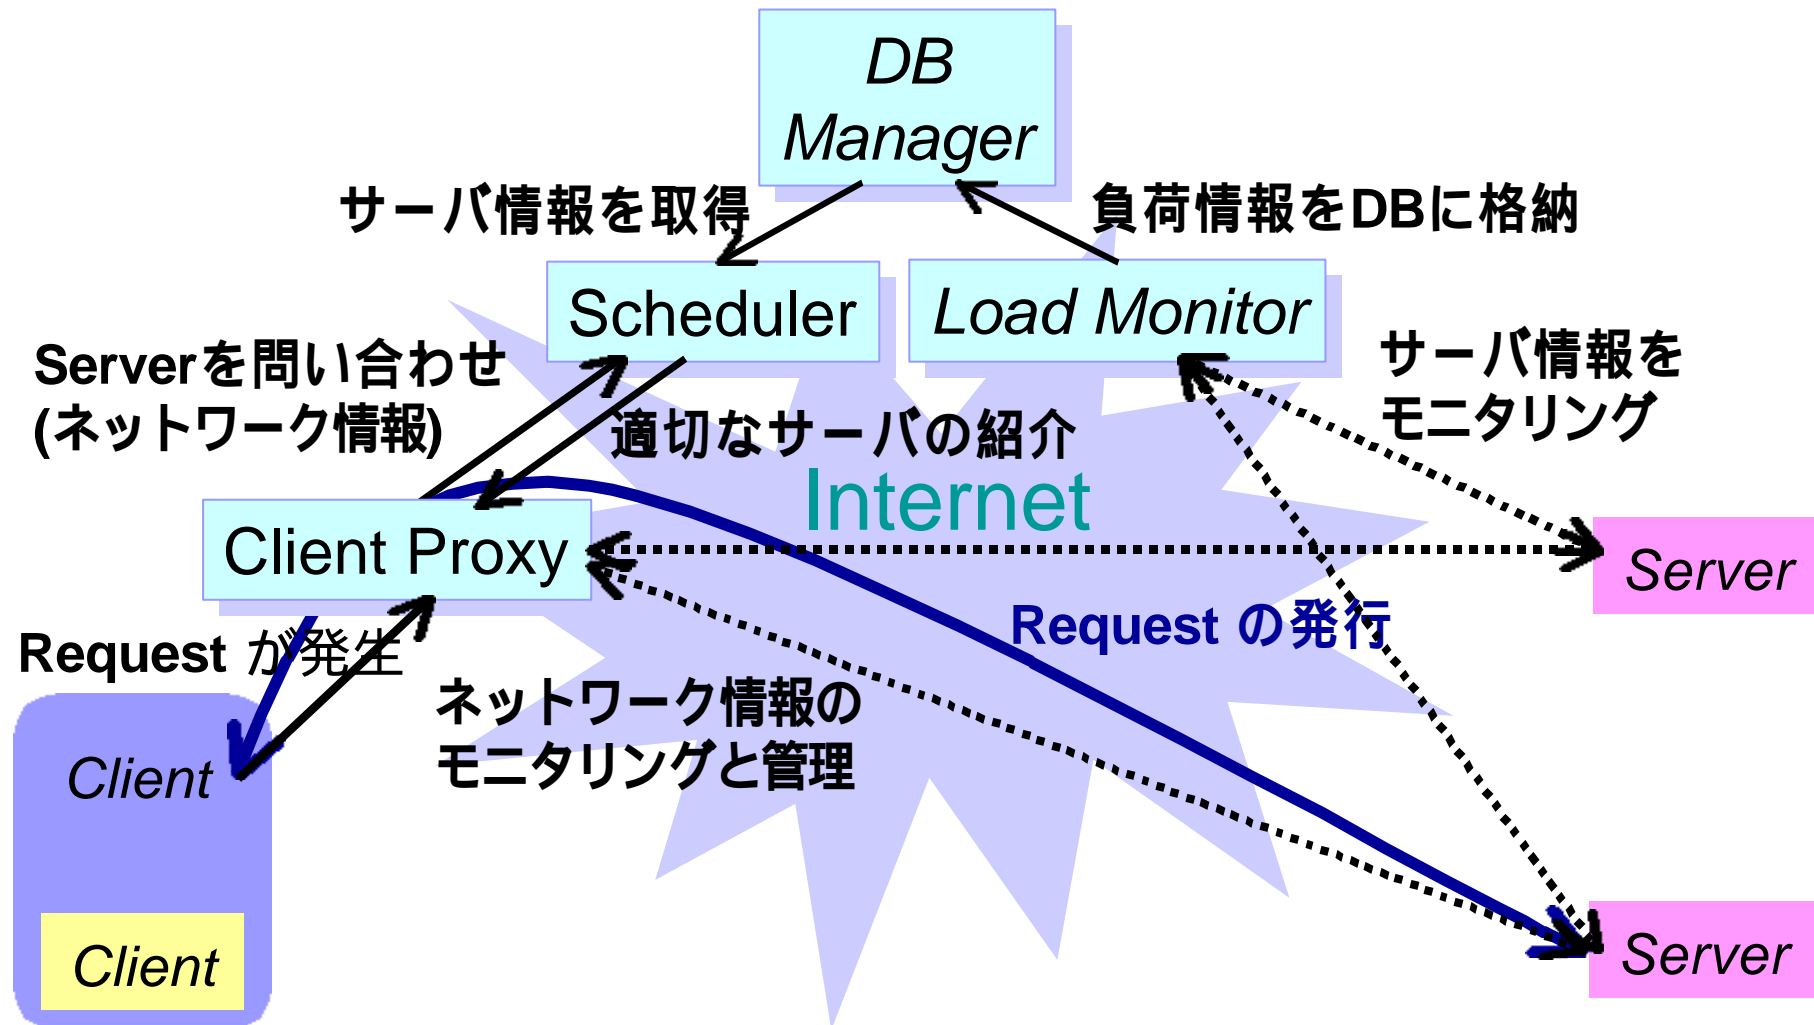 DB
Manager
サーバ情報を取得
負荷情報をDBに格納
Scheduler
Load Monitor
Serverを問い合わせ
(ネットワーク情報)
サーバ情報を
モニタリング
適切なサーバの紹介
Internet
Client Proxy
Server
Request の発行
Request が発生
ネットワーク情報の
モニタリングと管理
Client
Client
Server